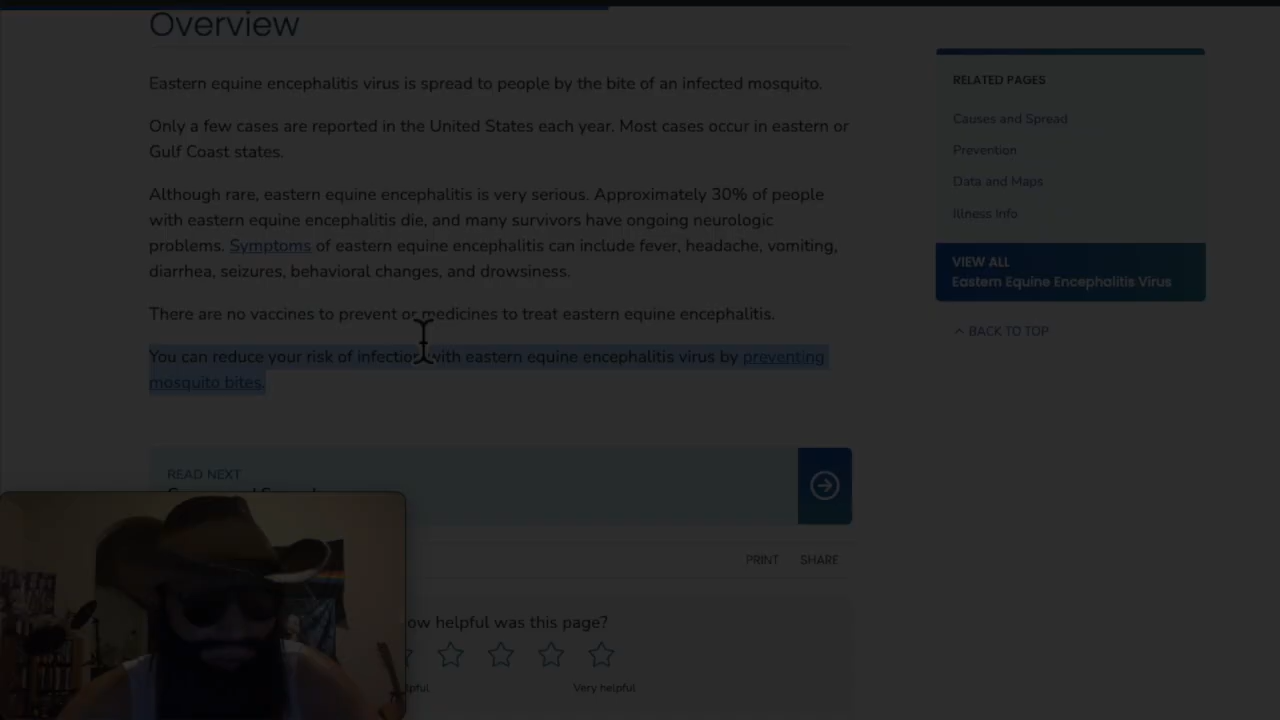 Overview
Eastern equine encephalitis virus is spread to people by the bite of an infected mosquito.
Only a few cases are reported in the United States each year. Most cases occur in eastern or
Gulf Coast states.
Although rare, eastern equine encephalitis is very serious. Approximately 30% of people
with eastern equine encephalitis die, and many survivors have ongoing neurologic
problems. Symptoms of eastern equine encephalitis can include fever, headache, vomiting,
diarrhea, seizures, behavioral changes, and drowsiness.
There are no vaccines to prevent or medicines to treat eastern equine encephalitis.
You can reduce your risk of infection with eastern equine encephalitis virus by preventing
mosquito bites.
READ NEXT
PRINT SHARE
ow helpful was this page?
Very helpful
RELATED PAGES
Causes and Spread
Prevention
Data and Maps
Illness Info
VIEW ALL
Eastern Equine Encephalitis Virus
BACK TO TOP